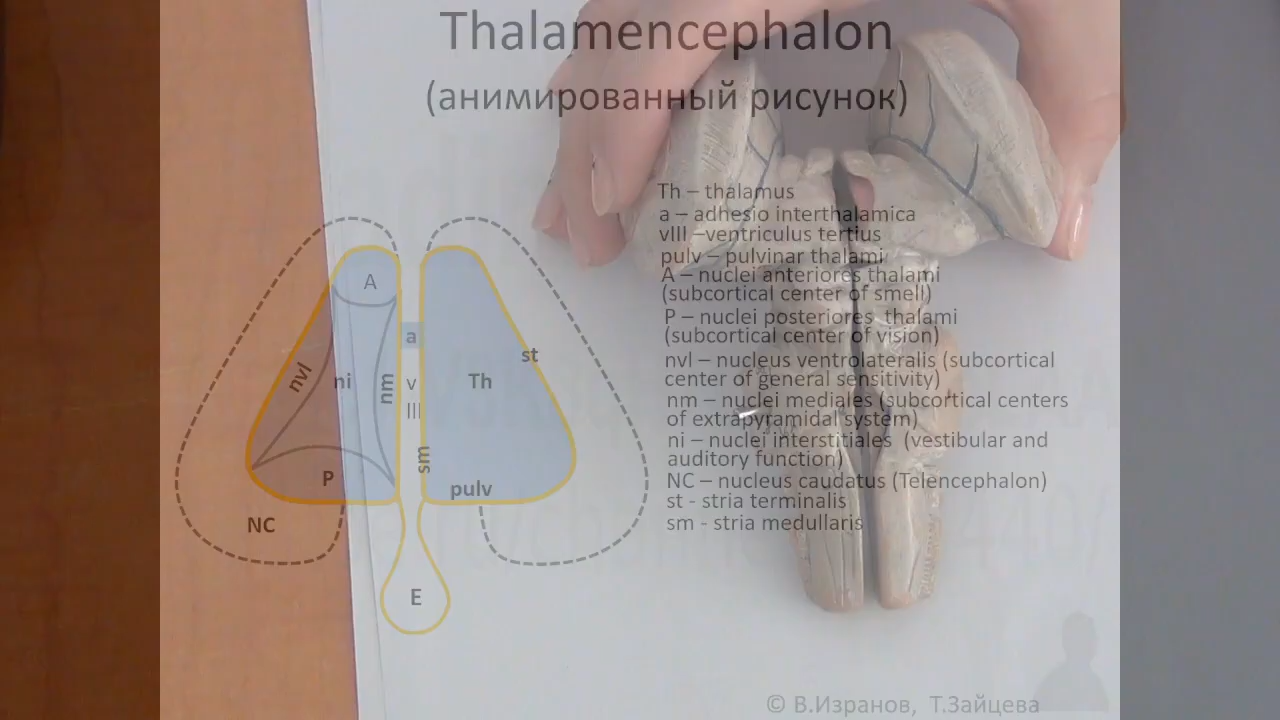 Thalamencephalon
(анимированный рисунок)
Th – thalamus
a – adhesio interthalamica
vIII –ventriculus tertius
pulv – pulvinar thalami
A – nuclei anteriores thalami
(subcortical center of smell)
P – nuclei posteriores thalami
(subcortical center of vision)
nvl – nucleus ventrolateralis (subcortical
center of general sensitivity)
nm – nuclei mediales (subcortical centers
of extrapyramidal system)
ni – nuclei interstitiales (vestibular and
auditory function)
NC – nucleus caudatus (Telencephalon)
st - stria terminalis
sm - stria medullaris
A
a
st
nvl
ni
nm
v
III
Th
sm
P
pulv
NC
E
© В.Изранов, Т.Зайцева